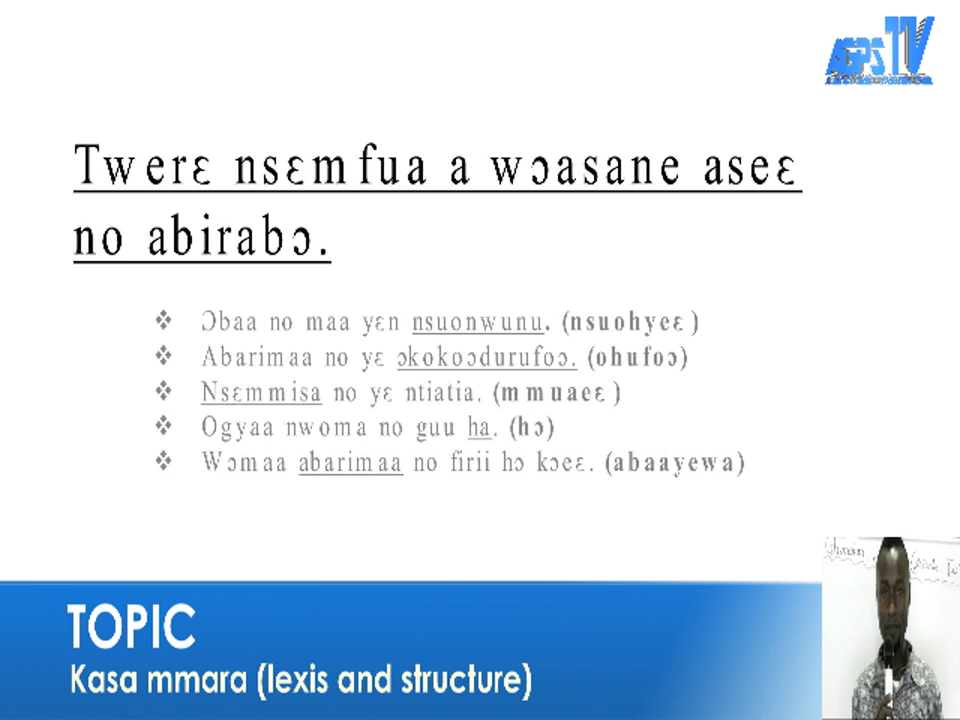 AGPS TV
Twerɛ nsɛmfua a wɔasane aseɛ
no abirabɔ.
❖ Ɔbaa no maa yɛn nsuonwunu. (nsuohyeɛ )
❖ Abarimaa no yɛ ɔkokoɔdurufoɔ. (ohufoɔ)
❖ Nsɛmmisa no yɛ ntiatia. (mmuaeɛ )
❖ Ogyaa nwoma no guu ha. (hɔ)
❖ Wɔmaa abarimaa no firii hɔ kɔeɛ. (abaayewa)
TOPIC
Kasa mmara (lexis and structure)